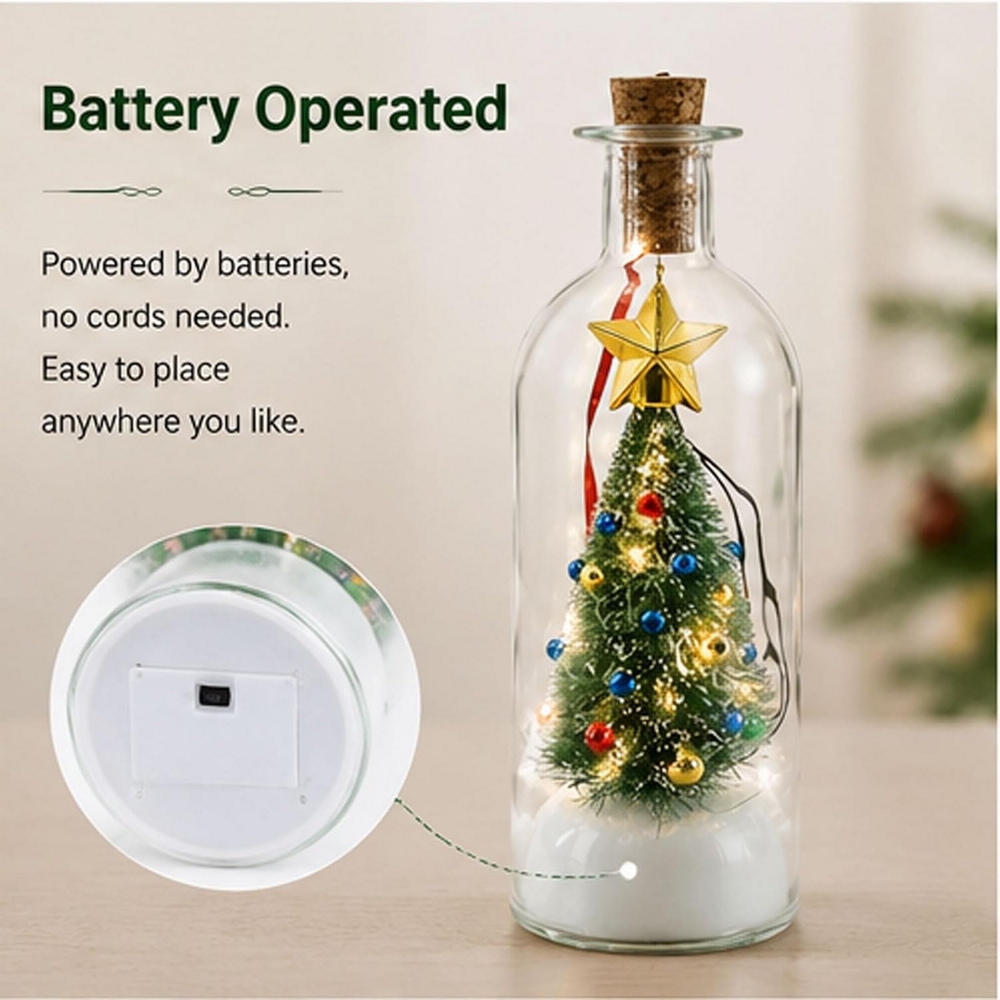 Battery Operated
Powered by batteries,
no cords needed.
Easy to place
anywhere you like.